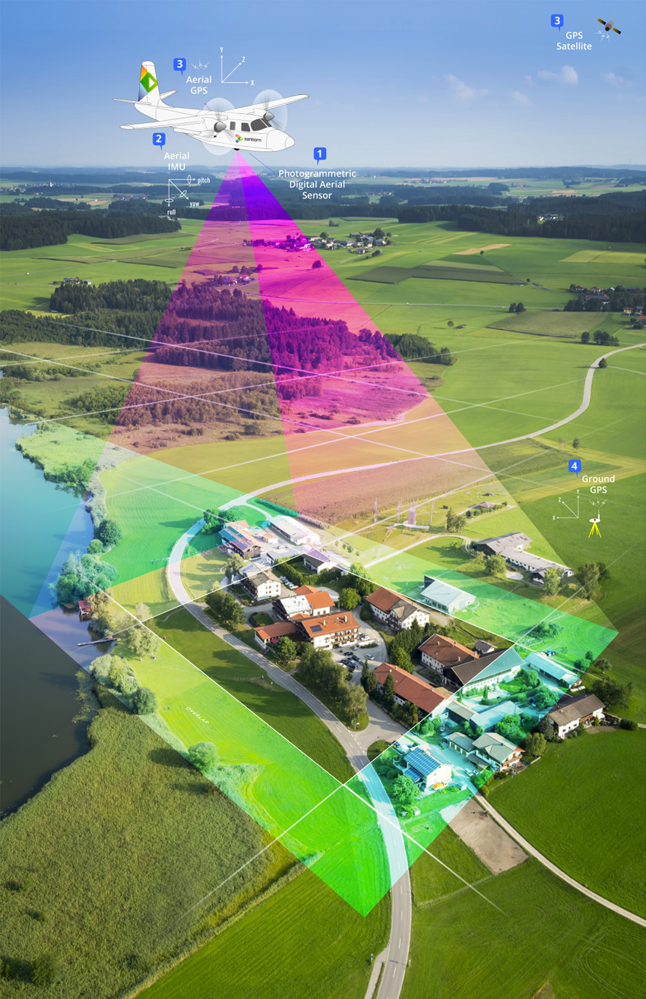 3
GPS
Satellite
3
Aerial
GPS
Y
Z
X
sanborn
2
Aerial
IMU
pitch
yaw
roll
1
Photogrammetric
Digital Aerial
Sensor
4
Ground
GPS
Y
Z
X
OVERLAP